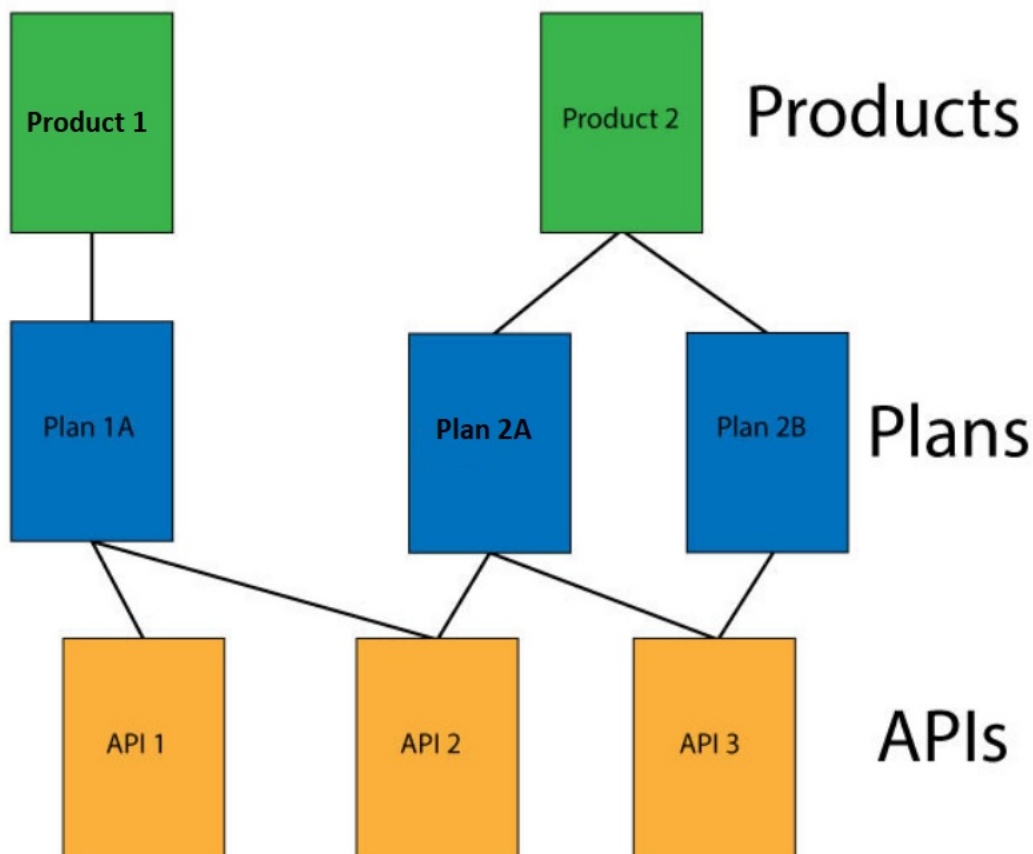 Product 1
Product 2
Products
Plan 1A
Plan 2A
Plan 2B
Plans
API 1
API 2
API 3
APIs